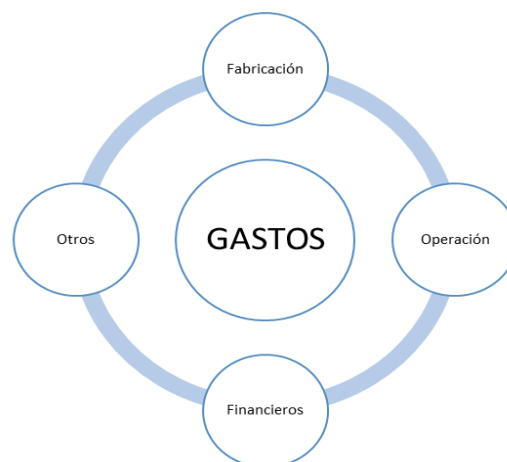 Fabricación
Otros
GASTOS
Operación
Financieros